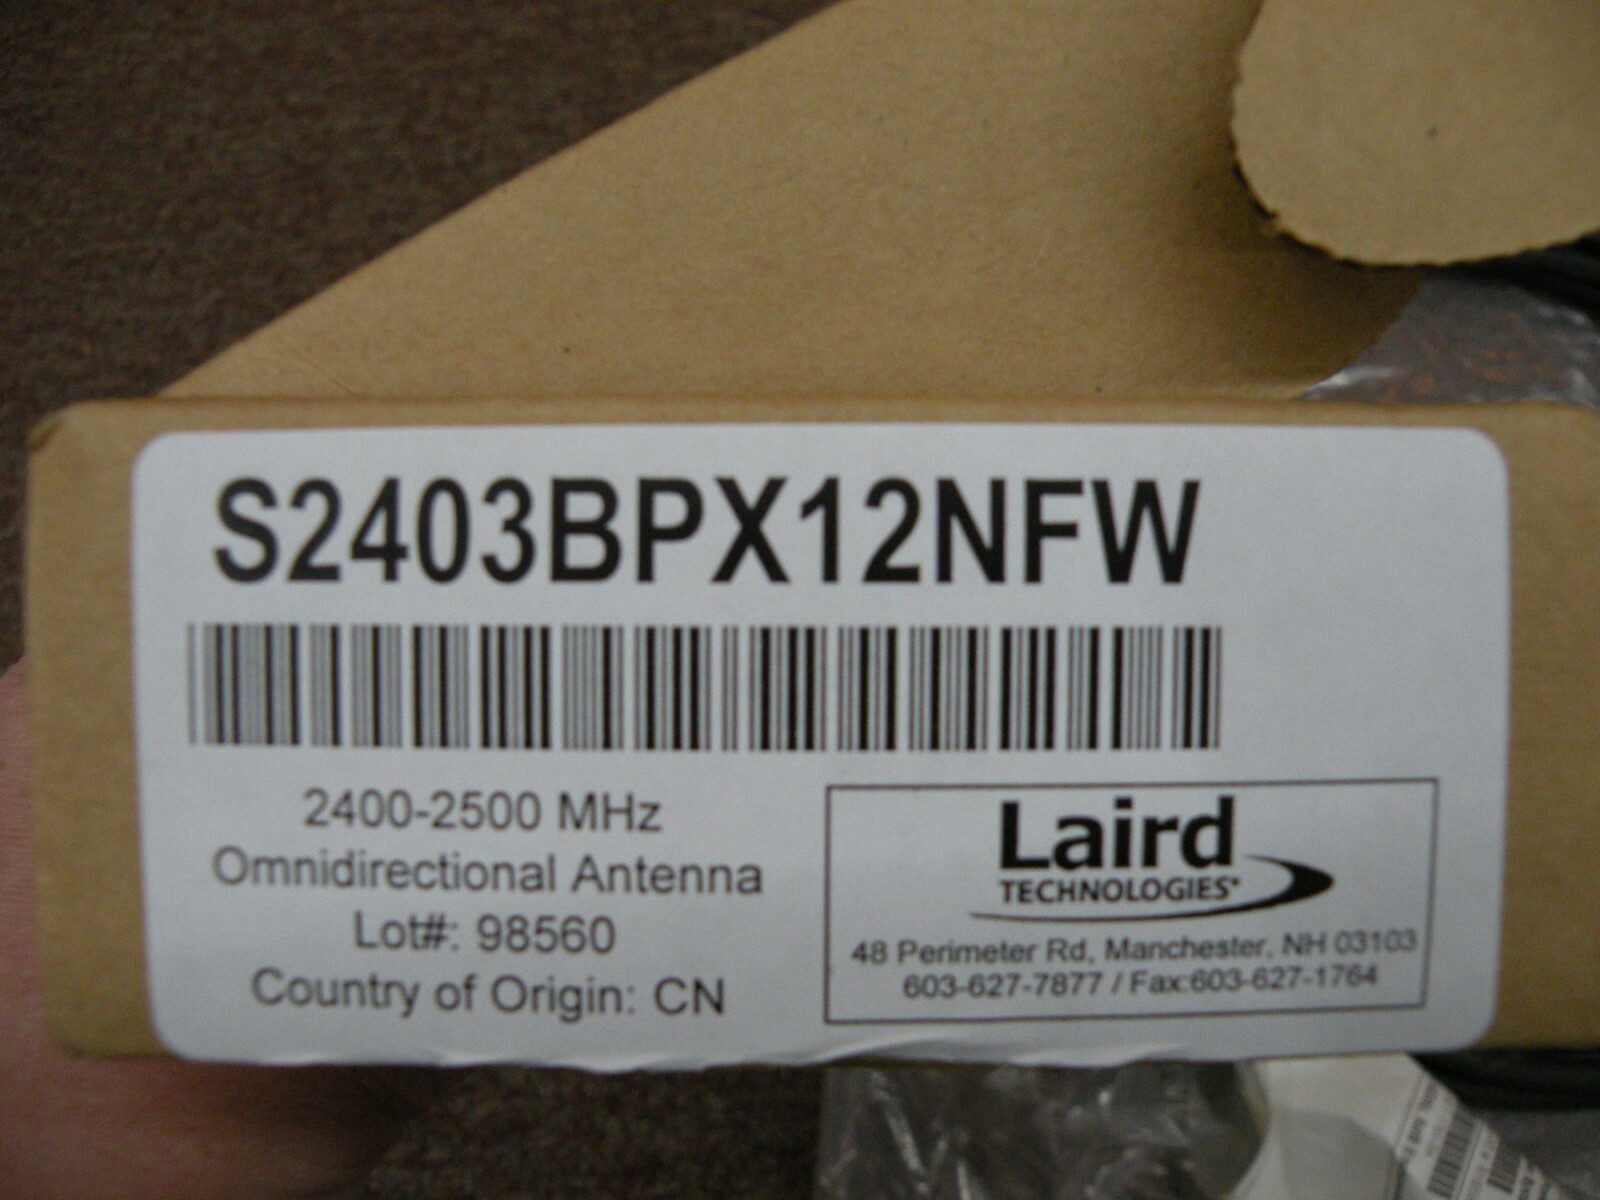 S2403BPX12NFW
2400-2500 MHz
Omnidirectional Antenna
Lot#: 98560
Country of Origin: CN
Laird
TECHNOLOGIES
48 Perimeter Rd, Manchester, NH 03103
603-627-7877 / Fax:603-627-1764